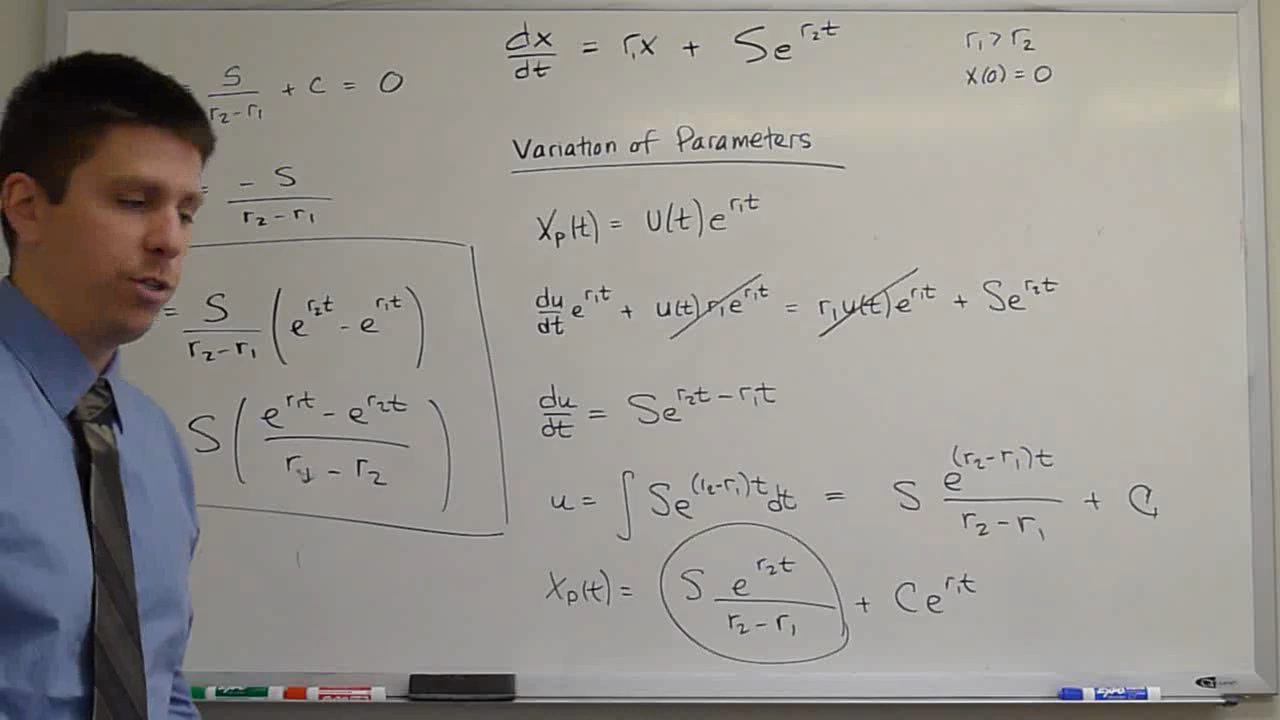 = S/(r₂-r₁) + C = 0
= -S/(r₂-r₁)
= S/(r₂-r₁) (e^(r₂t) - e^(r₁t))
S((e^(r₁t) - e^(r₂t))/(r₁ - r₂))
dx/dt = r₁x + Se^(r₂t)
r₁ > r₂
x(0) = 0
Variation of Parameters
Xₚ(t) = U(t)e^(r₁t)
du/dt e^(r₁t) + u(t)r₁e^(r₁t) = r₁u(t)e^(r₁t) + Se^(r₂t)
du/dt = Se^(r₂t - r₁t)
u = ∫Se^((r₂-r₁)t)dt = S e^((r₂-r₁)t)/(r₂-r₁) + C
Xₚ(t) = S e^(r₂t)/(r₂-r₁) + Ce^(r₁t)
EXPO
EXPO